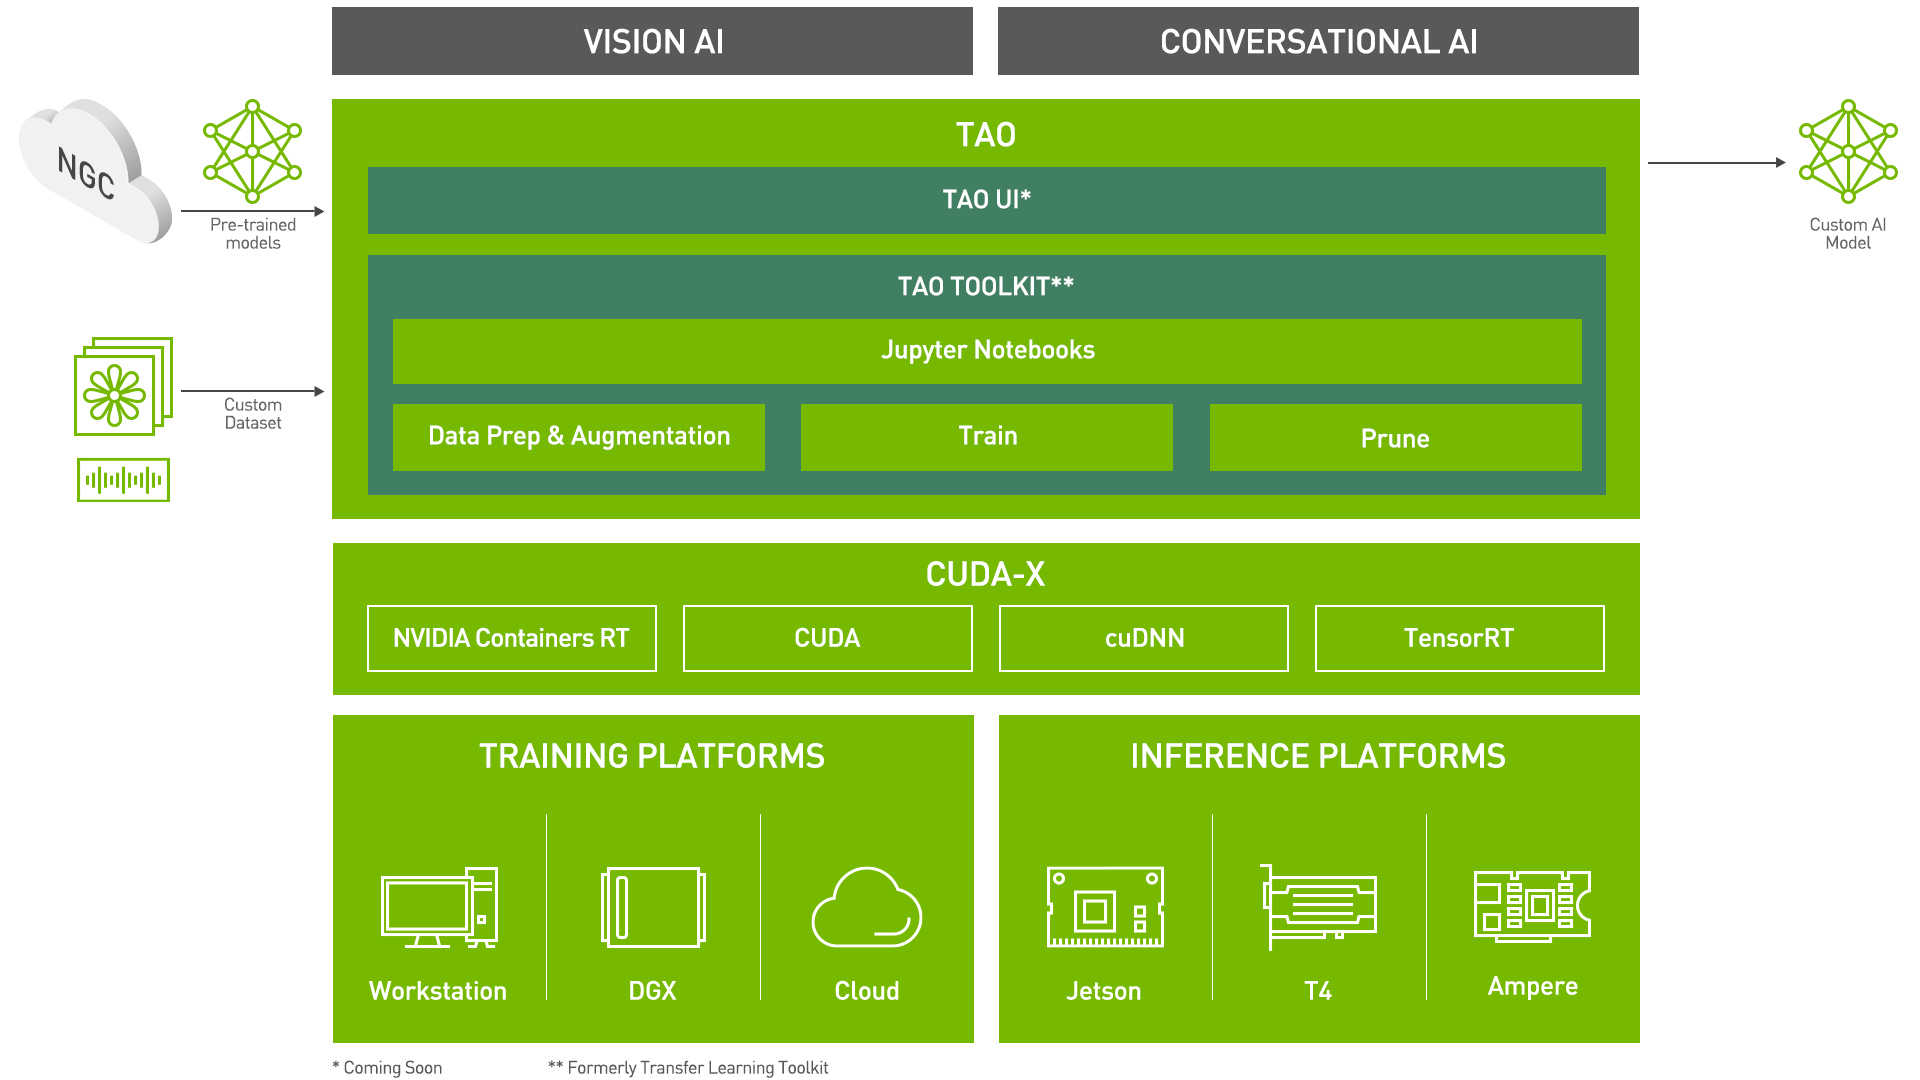 VISION AI
CONVERSATIONAL AI
NGC
Pre-trained
models
Custom
Dataset
TAO
TAO UI*
TAO TOOLKIT**
Jupyter Notebooks
Data Prep & Augmentation
Train
Prune
Custom AI
Model
CUDA-X
NVIDIA Containers RT
CUDA
cuDNN
TensorRT
TRAINING PLATFORMS
Workstation
DGX
Cloud
INFERENCE PLATFORMS
Jetson
T4
Ampere
* Coming Soon
** Formerly Transfer Learning Toolkit